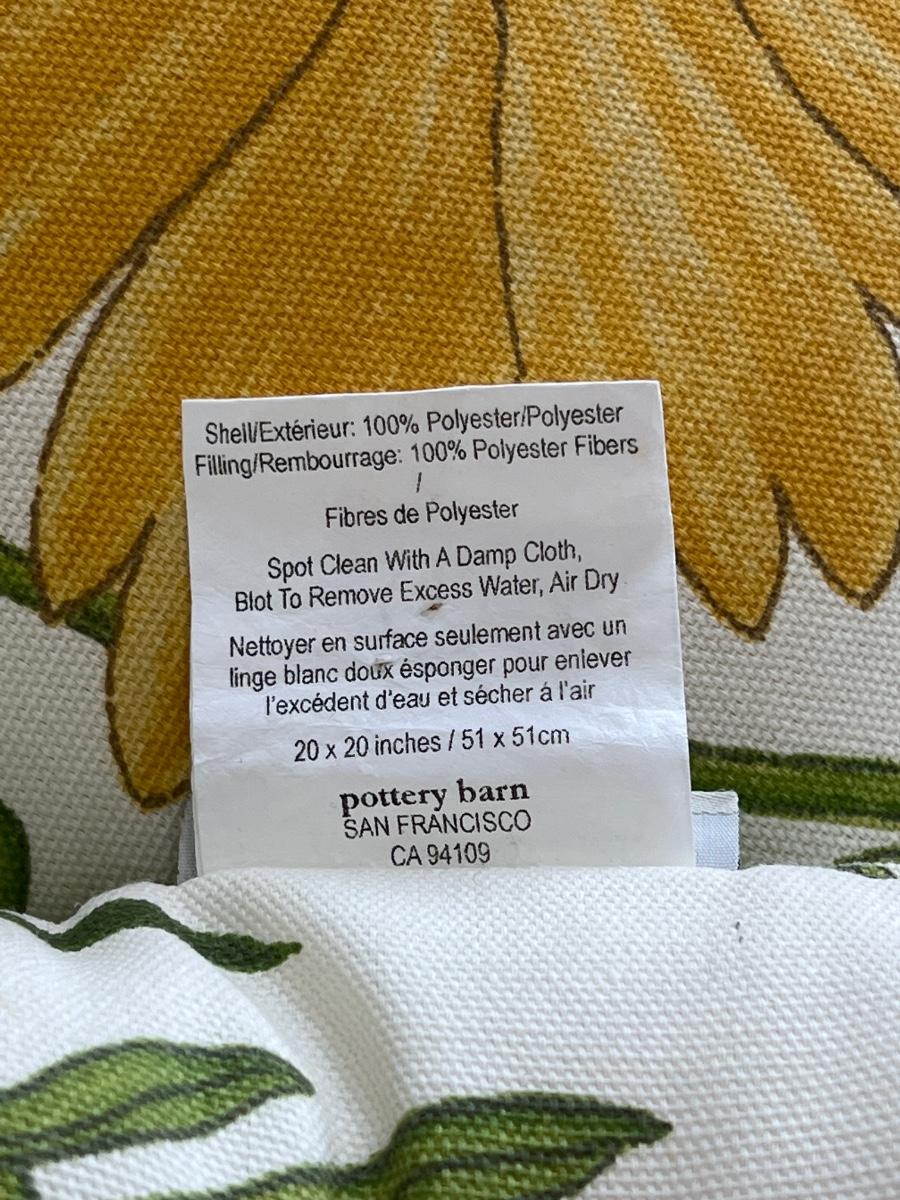 Shell/Extérieur: 100% Polyester/Polyester
Filling/Rembourrage: 100% Polyester Fibers
/
Fibres de Polyester
Spot Clean With A Damp Cloth,
Blot To Remove Excess Water, Air Dry
Nettoyer en surface seulement avec un
linge blanc doux ésponger pour enlever
l'excédent d'eau et sécher á l'air
20 x 20 inches / 51 x 51cm
pottery barn
SAN FRANCISCO
CA 94109